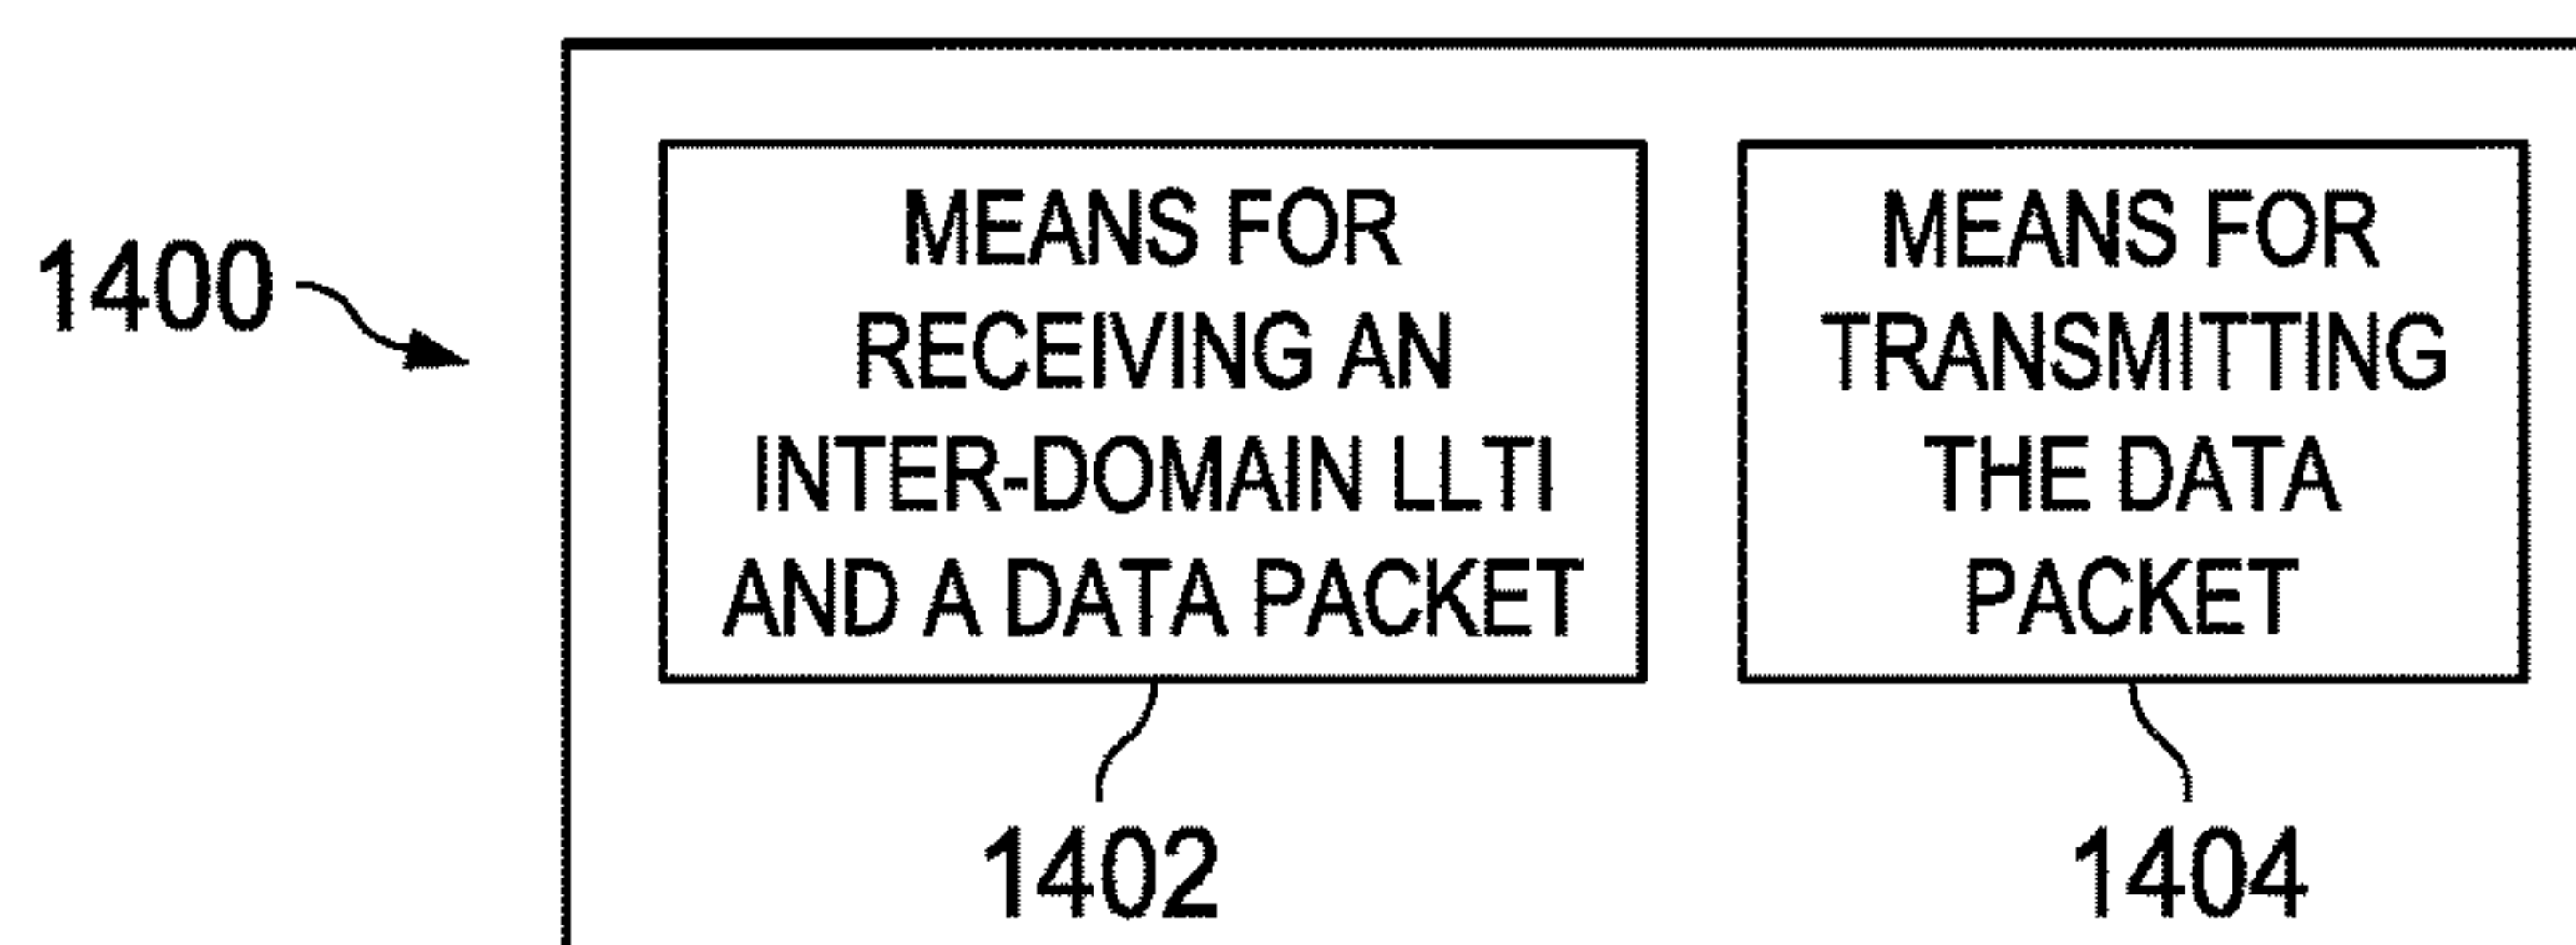 1400
MEANS FOR
RECEIVING AN
INTER-DOMAIN LLTI
AND A DATA PACKET
1402
MEANS FOR
TRANSMITTING
THE DATA
PACKET
1404